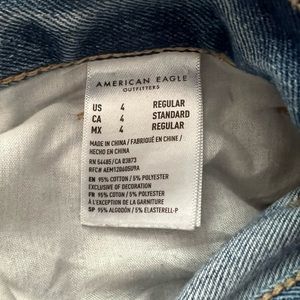 AMERICAN EAGLE
OUTFITTERS
US 4 REGULAR
CA 4 STANDARD
MX 4 REGULAR
MADE IN CHINA / FABRIQUÉ EN CHINE /
HECHO EN CHINA
RN 54485/CA 03873
RFC# AEM120605U9A
EN 95% COTTON / 5% POLYESTER
EXCLUSIVE OF DECORATION
FR 95% COTON / 5% POLYESTER
À L'EXCEPTION DE LA GARNITURE
SP 95% ALGODÓN / 5% ELASTERELL-P